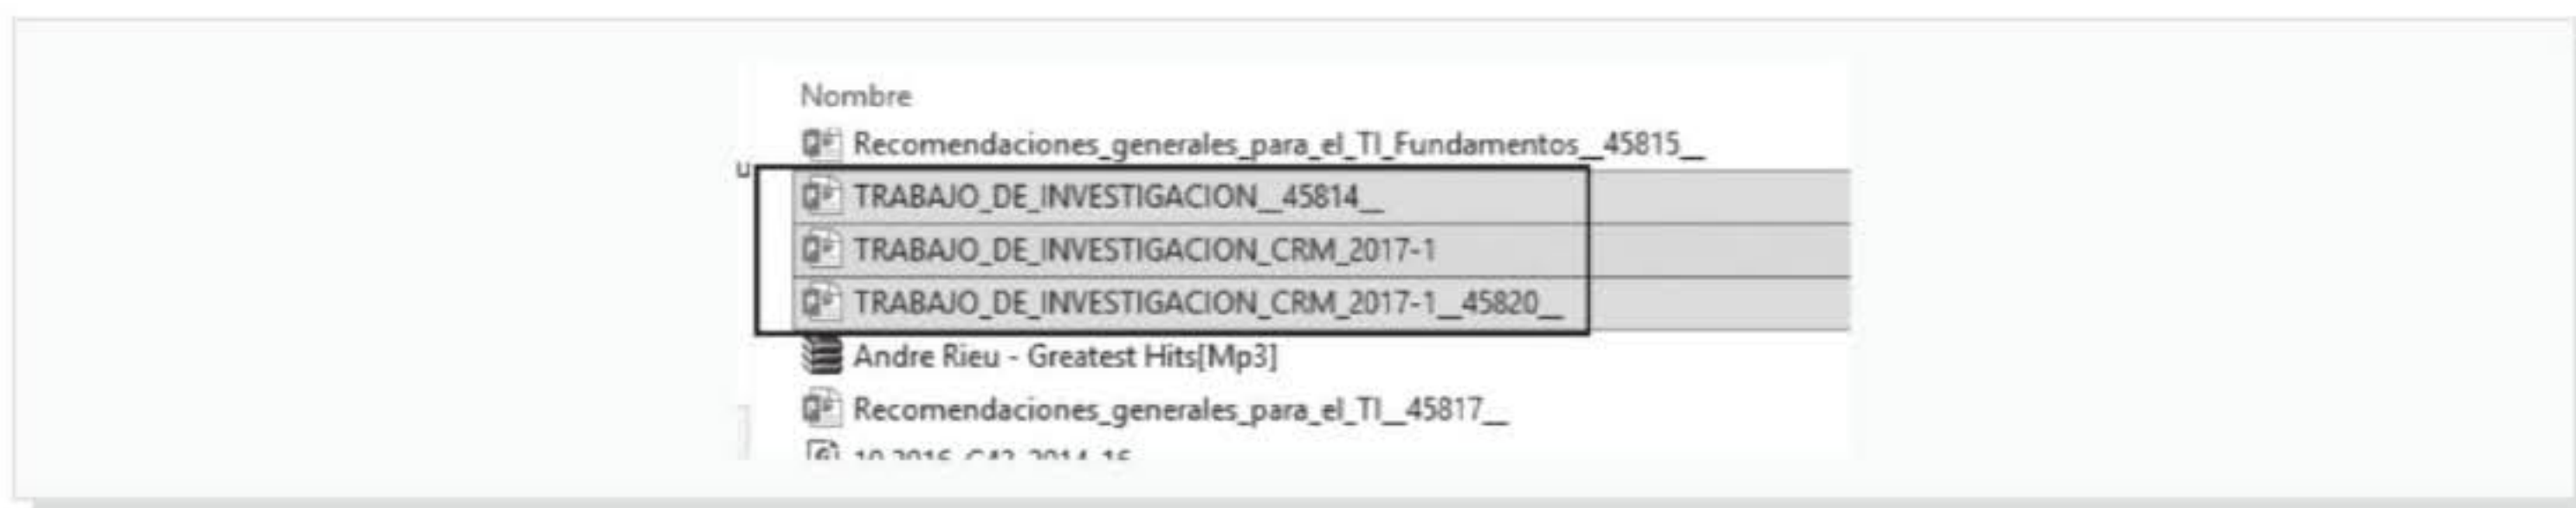 Nombre
Recomendaciones_generales_para_el_TI_Fundamentos__45815__
TRABAJO_DE_INVESTIGACION__45814__
TRABAJO_DE_INVESTIGACION_CRM_2017-1
TRABAJO_DE_INVESTIGACION_CRM_2017-1__45820__
Andre Rieu - Greatest Hits[Mp3]
Recomendaciones_generales_para_el_TI__45817__